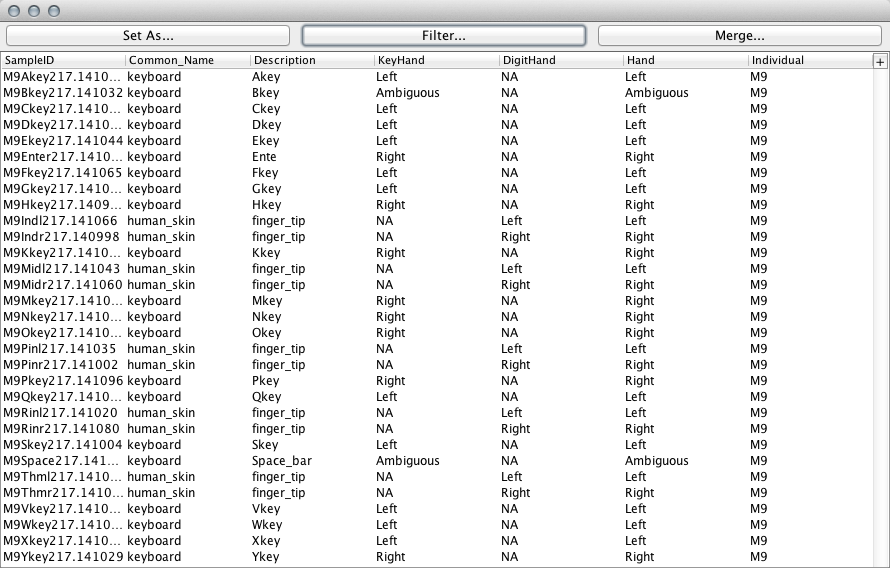 Set As... Filter... Merge...
SampleID Common_Name Description KeyHand DigitHand Hand Individual +
M9Akey217.1410... keyboard Akey Left NA Left M9
M9Bkey217.141032 keyboard Bkey Ambiguous NA Ambiguous M9
M9Ckey217.1410... keyboard Ckey Left NA Left M9
M9Dkey217.1410... keyboard Dkey Left NA Left M9
M9Ekey217.141044 keyboard Ekey Left NA Left M9
M9Enter217.1410... keyboard Ente Right NA Right M9
M9Fkey217.141065 keyboard Fkey Left NA Left M9
M9Gkey217.1410... keyboard Gkey Left NA Left M9
M9Hkey217.1409... keyboard Hkey Right NA Right M9
M9Indl217.141066 human_skin finger_tip NA Left Left M9
M9Indr217.140998 human_skin finger_tip NA Right Right M9
M9Kkey217.1410... keyboard Kkey Right NA Right M9
M9Midl217.141043 human_skin finger_tip NA Left Left M9
M9Midr217.141060 human_skin finger_tip NA Right Right M9
M9Mkey217.1410... keyboard Mkey Right NA Right M9
M9Nkey217.1410... keyboard Nkey Right NA Right M9
M9Okey217.1410... keyboard Okey Right NA Right M9
M9Pinl217.141035 human_skin finger_tip NA Left Left M9
M9Pinr217.141002 human_skin finger_tip NA Right Right M9
M9Pkey217.141096 keyboard Pkey Right NA Right M9
M9Qkey217.1410... keyboard Qkey Left NA Left M9
M9Rinl217.141020 human_skin finger_tip NA Left Left M9
M9Rinr217.141080 human_skin finger_tip NA Right Right M9
M9Skey217.141004 keyboard Skey Left NA Left M9
M9Space217.141... keyboard Space_bar Ambiguous NA Ambiguous M9
M9Thml217.1410... human_skin finger_tip NA Left Left M9
M9Thmr217.1410... human_skin finger_tip NA Right Right M9
M9Vkey217.1410... keyboard Vkey Left NA Left M9
M9Wkey217.1410... keyboard Wkey Left NA Left M9
M9Xkey217.1410... keyboard Xkey Left NA Left M9
M9Ykey217.141029 keyboard Ykey Right NA Right M9